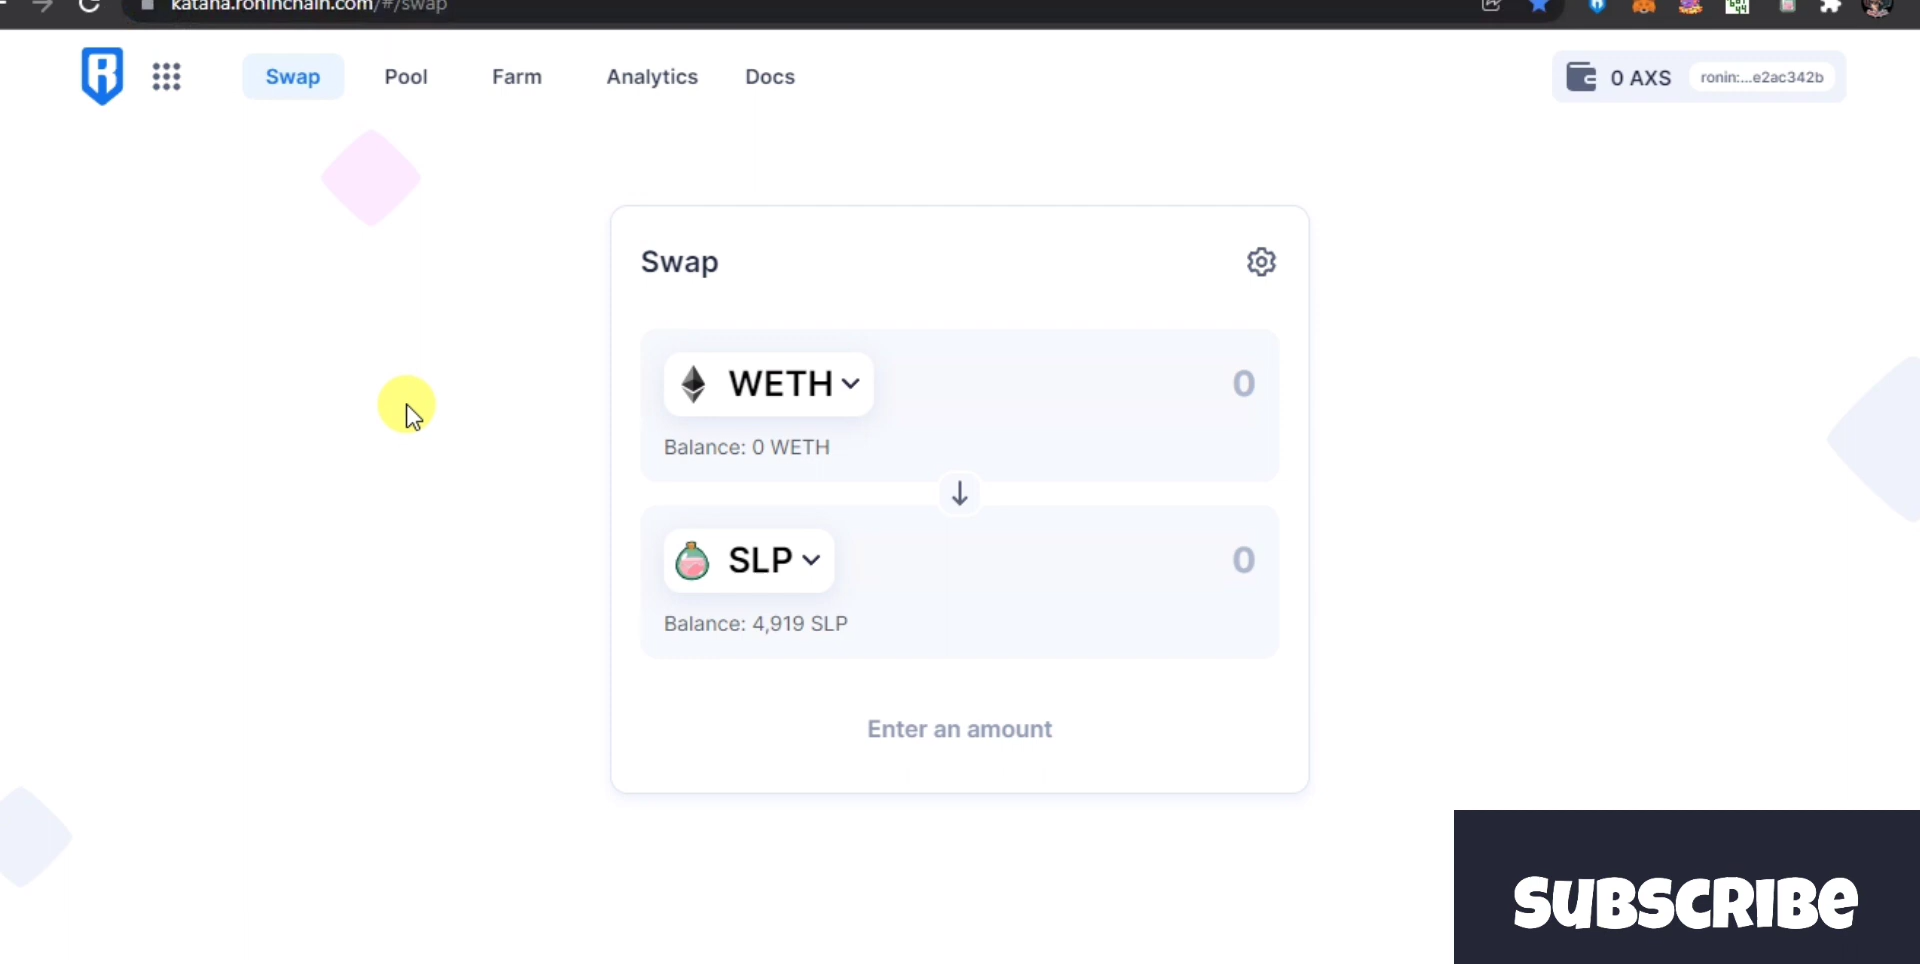 katana.roninchain.com/#/swap
Swap
Pool
Farm
Analytics
Docs
0 AXS
ronin:...e2ac342b
Swap
WETH
0
Balance: 0 WETH
SLP
0
Balance: 4,919 SLP
Enter an amount
SUBSCRIBe